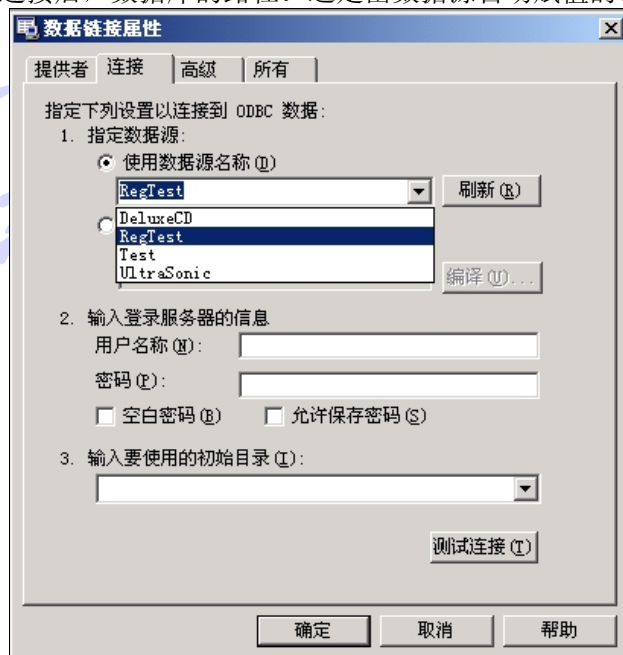 数据链接属性
提供者 连接 高级 所有
指定下列设置以连接到 ODBC 数据:
1. 指定数据源:
使用数据源名称(D)
RegTest
刷新(R)
DeluxeCD
RegTest
Test
UltraSonic
编译(U)...
2. 输入登录服务器的信息
用户名称(N):
密码(P):
空白密码(B) 允许保存密码(S)
3. 输入要使用的初始目录(I):
测试连接(T)
确定 取消 帮助